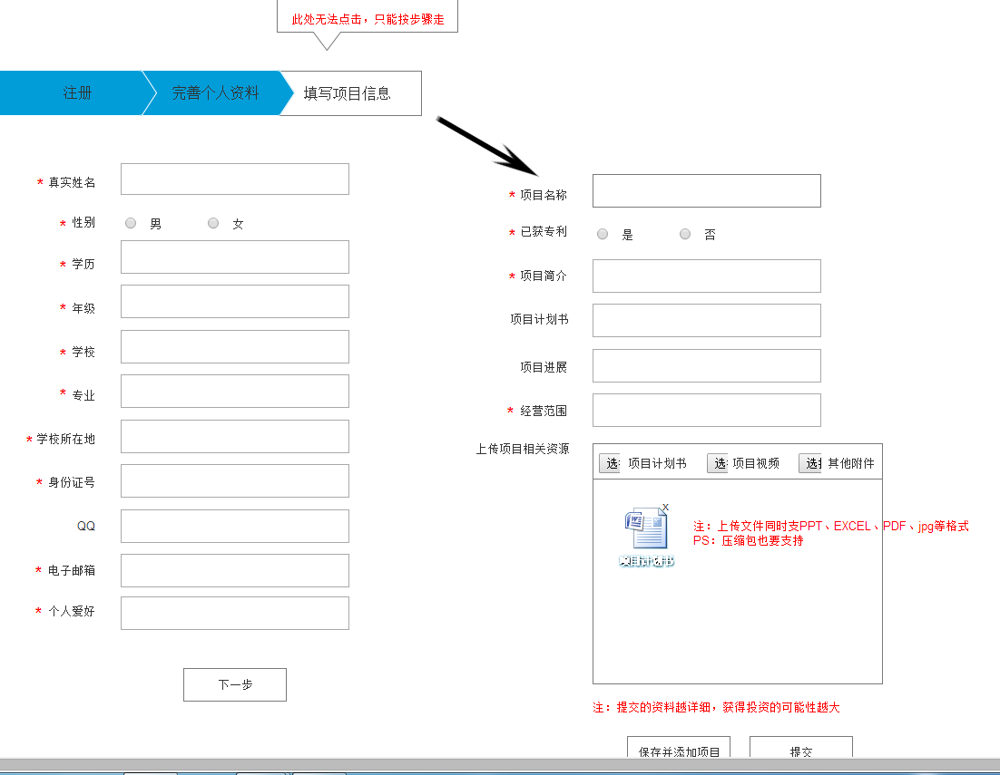 此处无法点击，只能按步骤走
注册
完善个人资料
填写项目信息
* 真实姓名
* 性别
男
女
* 学历
* 年级
* 学校
* 专业
* 学校所在地
* 身份证号
QQ
* 电子邮箱
* 个人爱好
下一步
* 项目名称
* 已获专利
是
否
* 项目简介
项目计划书
项目进展
* 经营范围
上传项目相关资源
选 项目计划书
选 项目视频
选 其他附件
X
项目计划书
注：上传文件同时支PPT、EXCEL、PDF、jpg等格式
PS：压缩包也要支持
注：提交的资料越详细，获得投资的可能性越大
保存并添加项目
提交